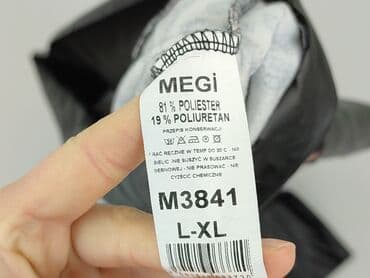 MEGi
81 % POLIESTER
19 % POLIURETAN
PRZEPIS KONSERWACJI
RAĆ RĘCZNIE W TEMP DO 30 C - NIE
BIELIĆ - NIE SUSZYĆ W SUSZARCE
BĘBNOWEJ - NIE PRASOWAĆ - NIE
CZYŚCIĆ CHEMICZNIE
M3841
L-XL